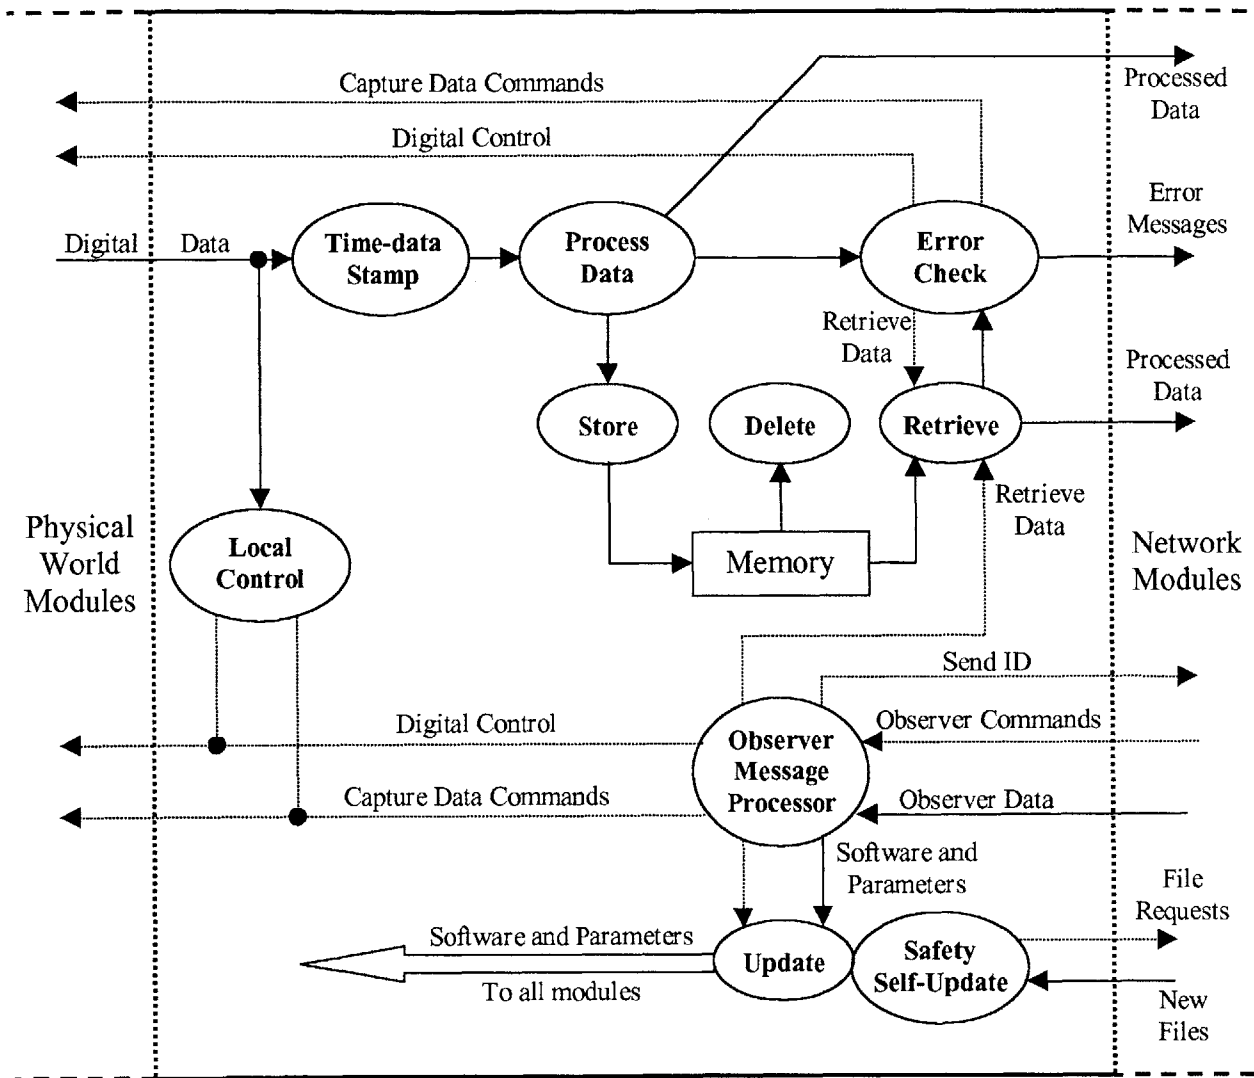 Processed
Data
Capture Data Commands
Digital Control
Error
Messages
Digital Data
Time-data
Stamp
Process
Data
Error
Check
Retrieve
Data
Processed
Data
Store
Delete
Retrieve
Retrieve
Data
Physical
World
Modules
Local
Control
Memory
Network
Modules
Send ID
Digital Control
Observer Commands
Observer
Message
Processor
Capture Data Commands
Observer Data
Software and
Parameters
File
Requests
Software and Parameters
To all modules
Update
Safety
Self-Update
New
Files